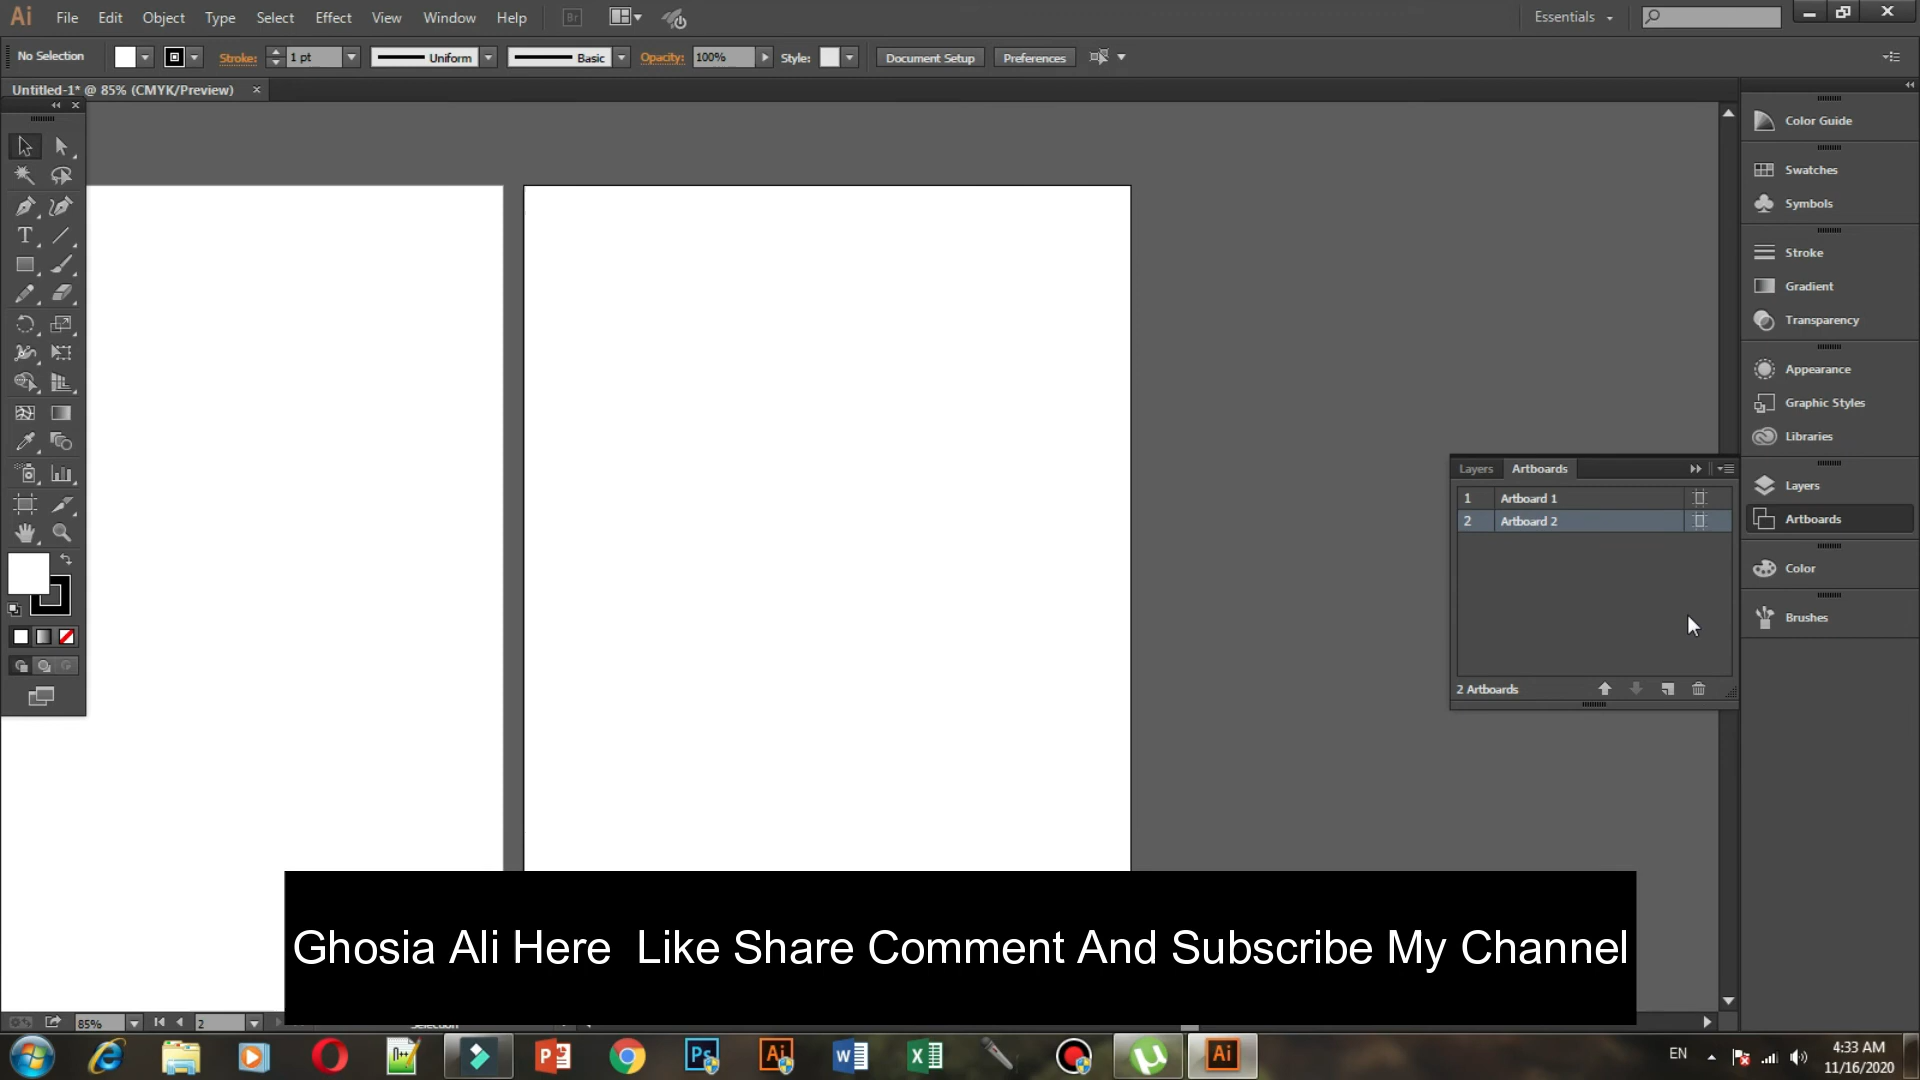 Ai File Edit Object Type Select Effect View Window Help Br Essentials
No Selection Stroke: 1 pt Uniform Basic Opacity: 100% Style: Document Setup Preferences
Untitled-1* @ 85% (CMYK/Preview)
Color Guide
Swatches
Symbols
Stroke
Gradient
Transparency
Appearance
Graphic Styles
Libraries
Layers
Artboards
Color
Brushes
Layers Artboards
1 Artboard 1
2 Artboard 2
2 Artboards
Ghosia Ali Here Like Share Comment And Subscribe My Channel
85% 2 Selection
EN 4:33 AM
11/16/2020